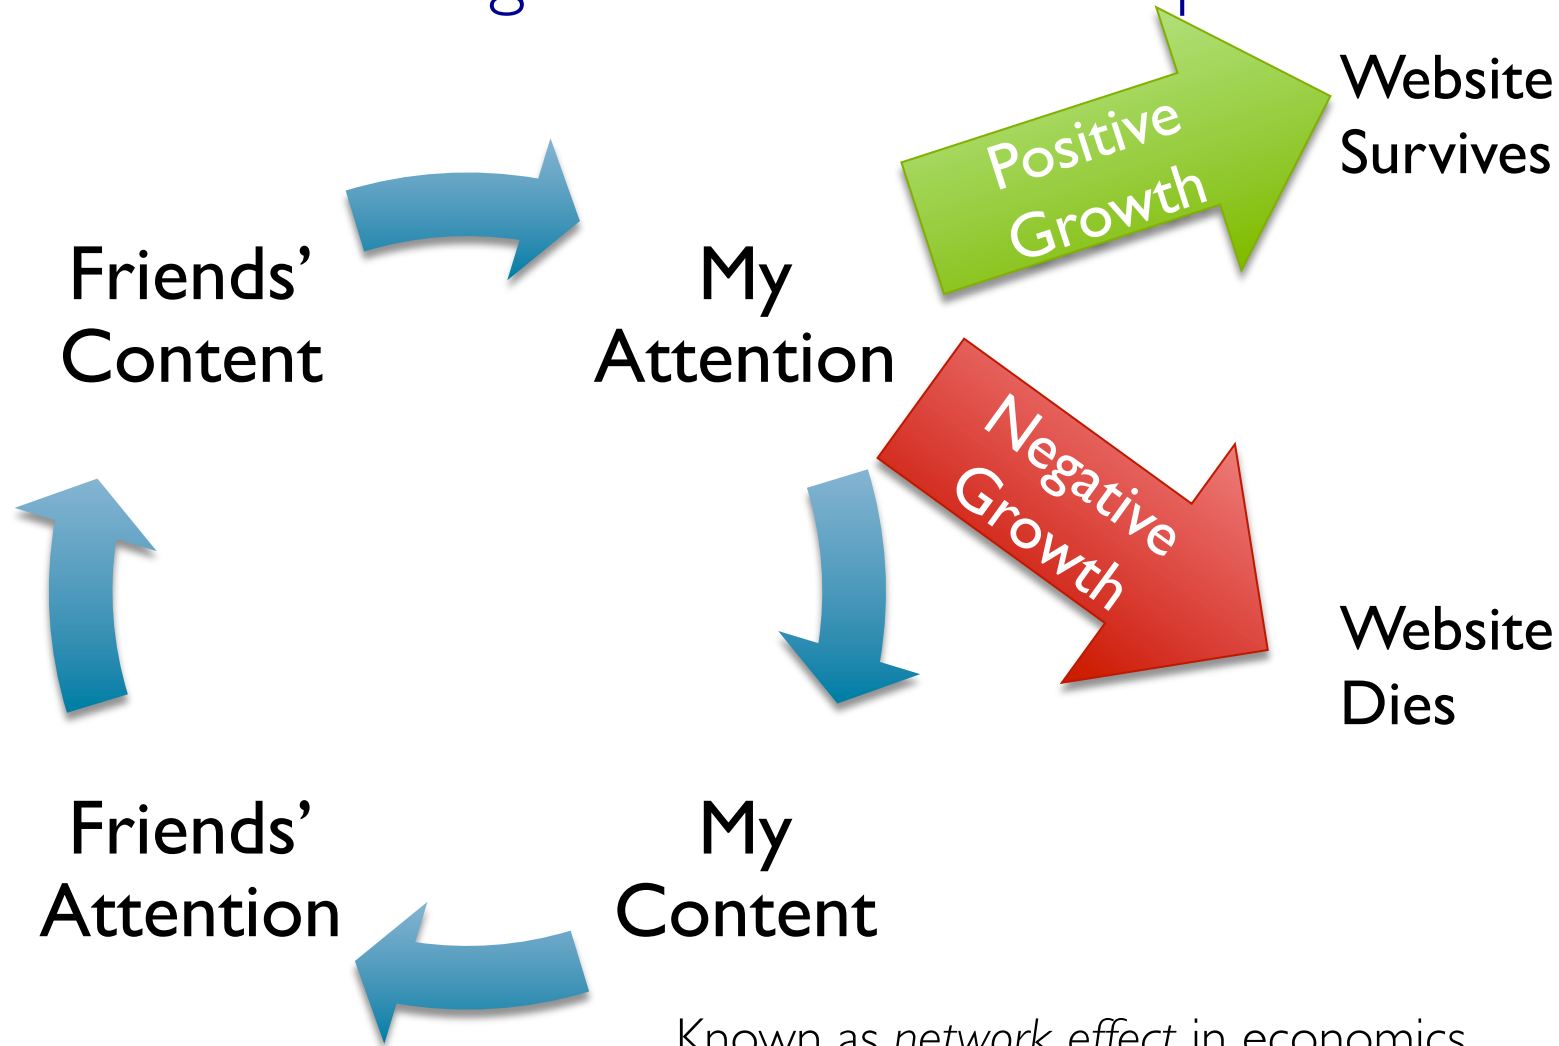 Website
Survives
Positive
Growth
Friends’
Content
My
Attention
Negative
Growth
Website
Dies
Friends’
Attention
My
Content
Known as network effect in economics